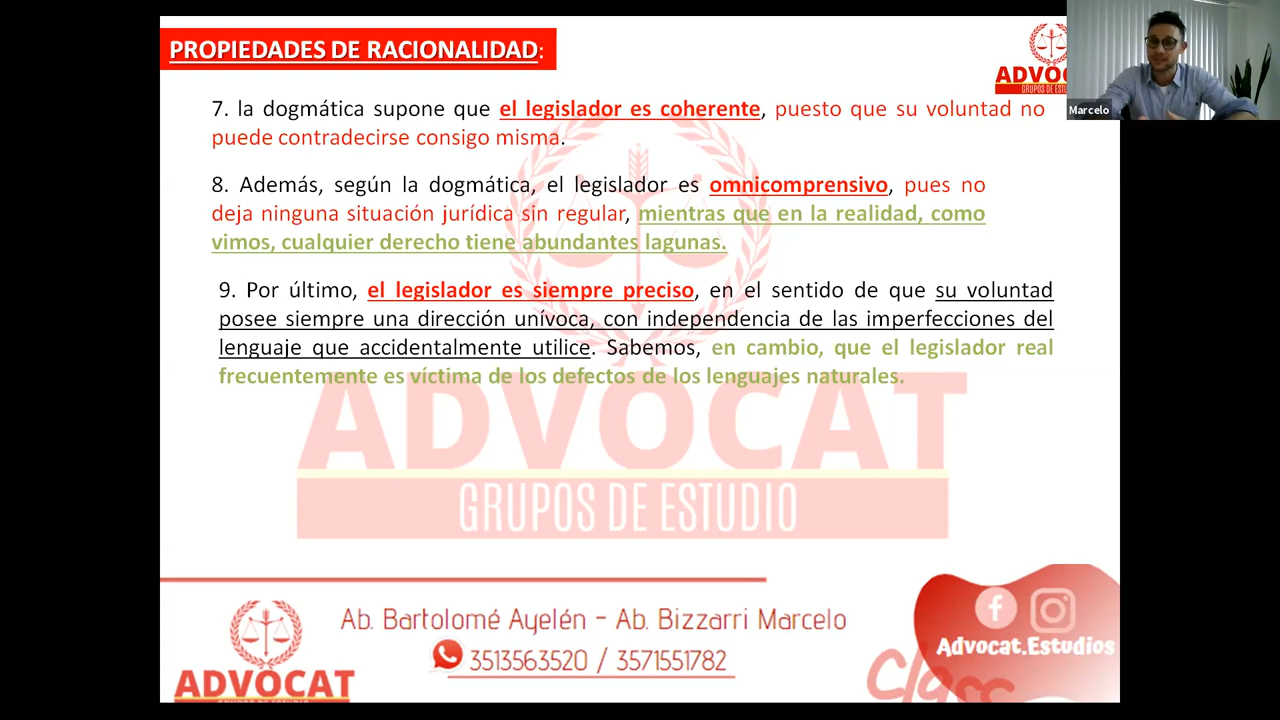 PROPIEDADES DE RACIONALIDAD:
ADVOC
GRUPOS DE EST
Marcelo
7. la dogmática supone que el legislador es coherente, puesto que su voluntad no
puede contradecirse consigo misma.
8. Además, según la dogmática, el legislador es omnicomprensivo, pues no
deja ninguna situación jurídica sin regular, mientras que en la realidad, como
vimos, cualquier derecho tiene abundantes lagunas.
9. Por último, el legislador es siempre preciso, en el sentido de que su voluntad
posee siempre una dirección unívoca, con independencia de las imperfecciones del
lenguaje que accidentalmente utilice. Sabemos, en cambio, que el legislador real
frecuentemente es víctima de los defectos de los lenguajes naturales.
ADVOCAT
GRUPOS DE ESTUDIO
Ab. Bartolomé Ayelén - Ab. Bizzarri Marcelo
3513563520 / 3571551782
ADVOCAT
Advocat.Estudios
Class